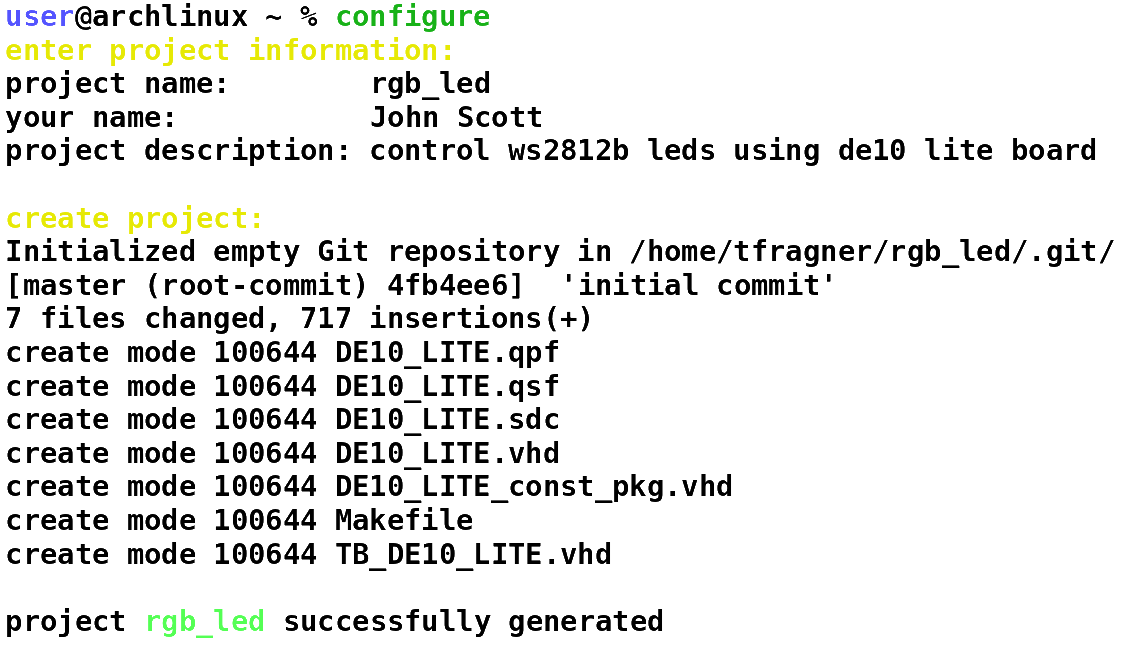 user@archlinux ~ % configure
enter project information:
project name:        rgb_led
your name:           John Scott
project description: control ws2812b leds using de10 lite board
create project:
Initialized empty Git repository in /home/tfragner/rgb_led/.git/
[master (root-commit) 4fb4ee6]  'initial commit'
7 files changed, 717 insertions(+)
create mode 100644 DE10_LITE.qpf
create mode 100644 DE10_LITE.qsf
create mode 100644 DE10_LITE.sdc
create mode 100644 DE10_LITE.vhd
create mode 100644 DE10_LITE_const_pkg.vhd
create mode 100644 Makefile
create mode 100644 TB_DE10_LITE.vhd
project rgb_led successfully generated